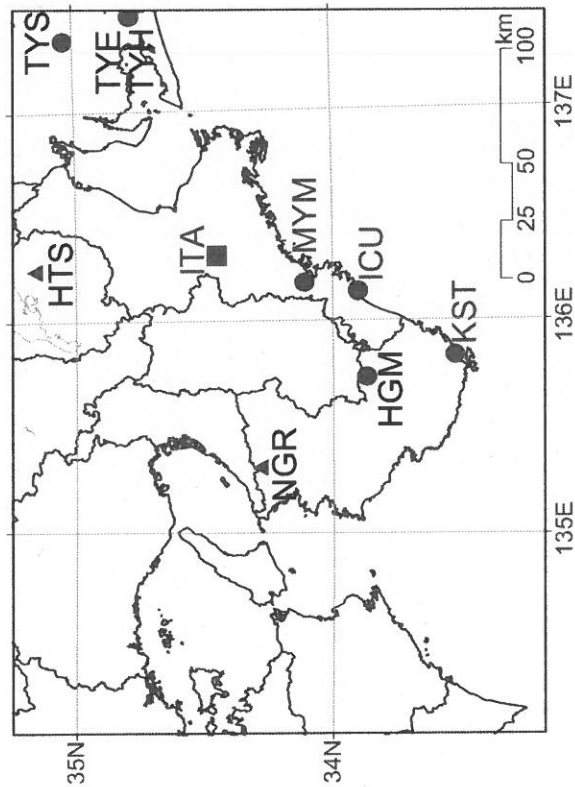 TYS
TYE
TYH
HTS
ITA
MYM
ICU
NGR
HGM
KST
35N
34N
135E
136E
137E
0 25 50 100
km